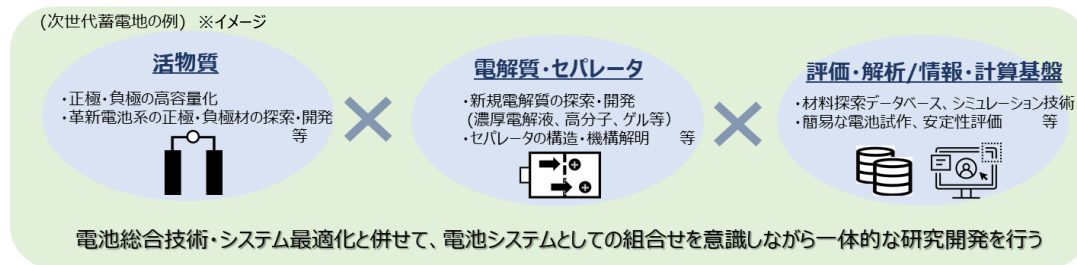 (次世代蓄電地の例) ※イメージ
活物質
・正極・負極の高容量化
・革新電池系の正極・負極材の探索・開発
等
電解質・セパレータ
・新規電解質の探索・開発
(濃厚電解液、高分子、ゲル等)
・セパレータの構造・機構解明 等
評価・解析/情報・計算基盤
・材料探索データベース、シミュレーション技術
・簡易な電池試作、安定性評価 等
電池総合技術・システム最適化と併せて、電池システムとしての組合せを意識しながら一体的な研究開発を行う